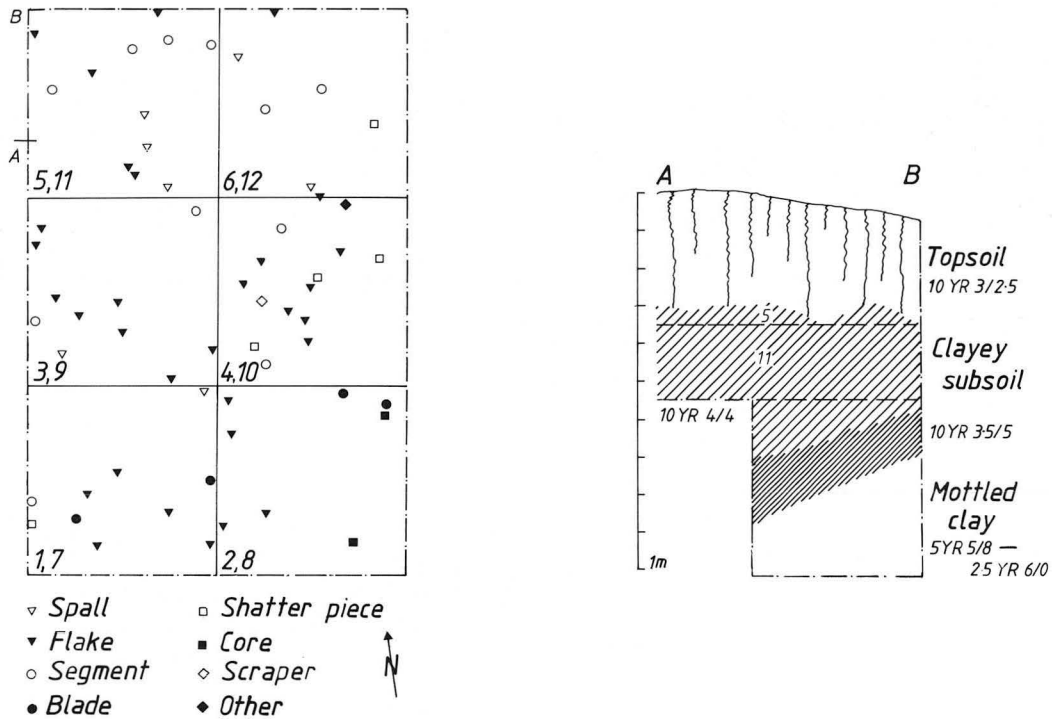 B
A
5,11
6,12
3,9
4,10
1,7
2,8
Spall
Flake
Segment
Blade
Shatter piece
Core
Scraper
Other
N
A
B
Topsoil
10 YR 3/2·5
5
11
Clayey
subsoil
10 YR 4/4
10 YR 3·5/5
Mottled
clay
5 YR 5/8 —
2.5 YR 6/0
1m